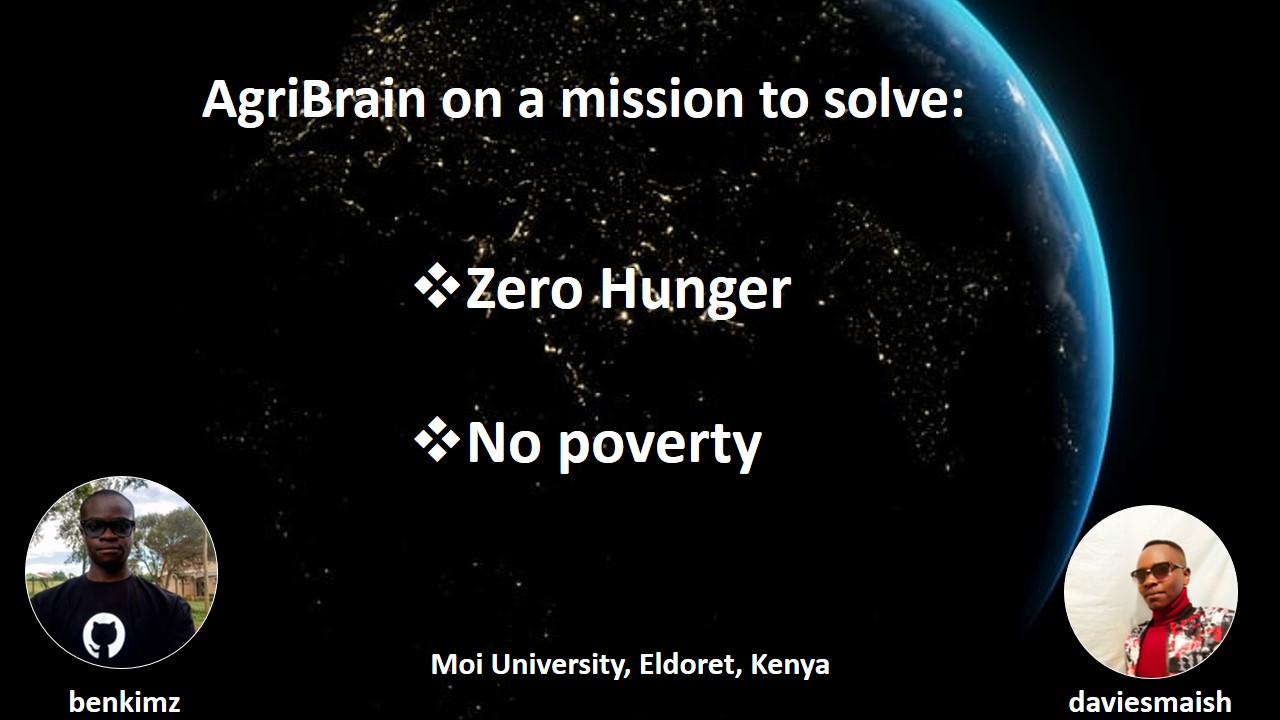 AgriBrain on a mission to solve:
❖Zero Hunger
❖No poverty
Moi University, Eldoret, Kenya
benkimz
daviesmaish